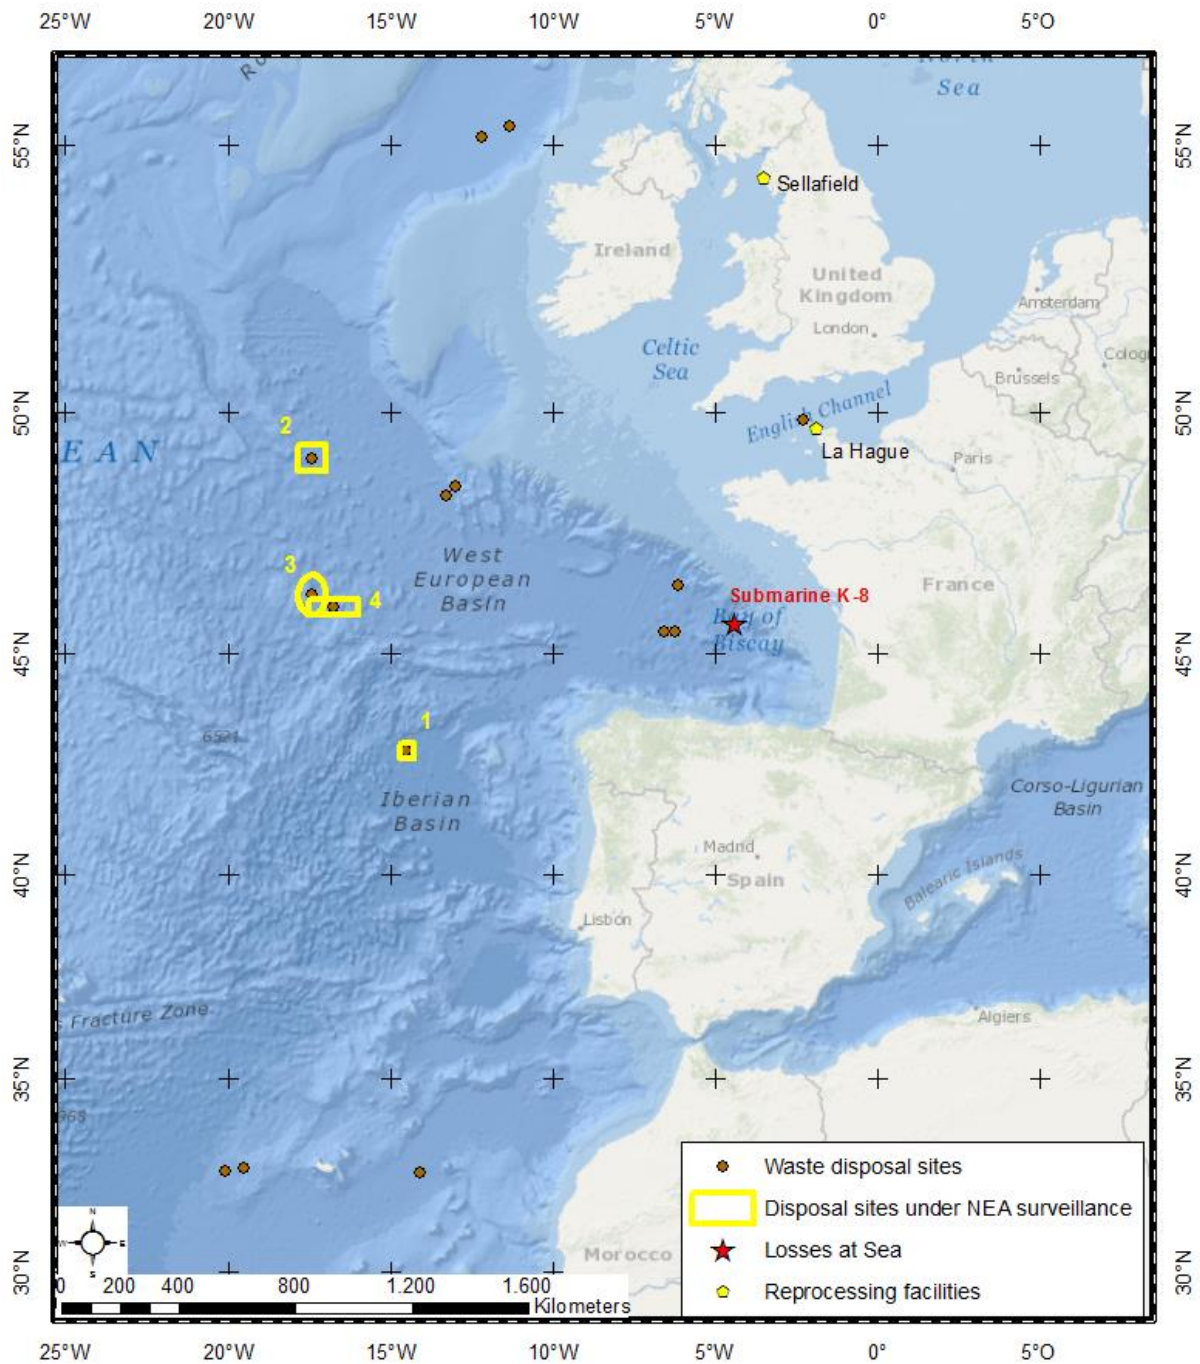 25°W 20°W 15°W 10°W 5°W 0° 5°O
Sea
55°N 55°N
Sellafield
Ireland
United
Kingdom
Amsterdam
London
Celtic
Sea
Brussels
50°N 50°N
English Channel
2
EAN
La Hague
Paris
West
European
Basin
3
4
France
Submarine K-8
Bay of
Biscay
45°N 45°N
1
6521
Iberian
Basin
Corso-Ligurian
Basin
Madrid
Spain
Balearic Islands
40°N 40°N
Lisbon
Fracture Zone
Algiers
35°N 35°N
Waste disposal sites
Disposal sites under NEA surveillance
Losses at Sea
Reprocessing facilities
Morocco
N
W E
S
30°N 30°N
0 200 400 800 1.200 1.600
Kilometers
25°W 20°W 15°W 10°W 5°W 0° 5°O